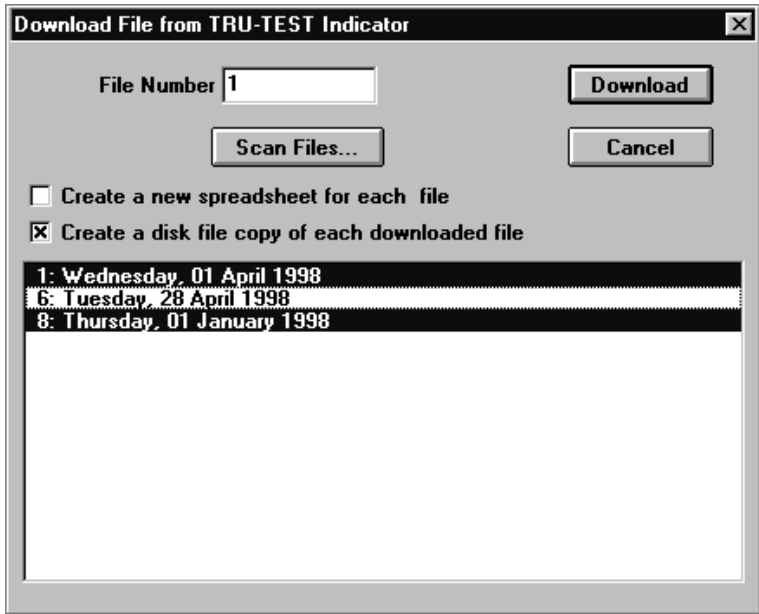 Download File from TRU-TEST Indicator
File Number 1 Download
Scan Files... Cancel
Create a new spreadsheet for each file
Create a disk file copy of each downloaded file
1: Wednesday, 01 April 1998
6: Tuesday, 28 April 1998
8: Thursday, 01 January 1998